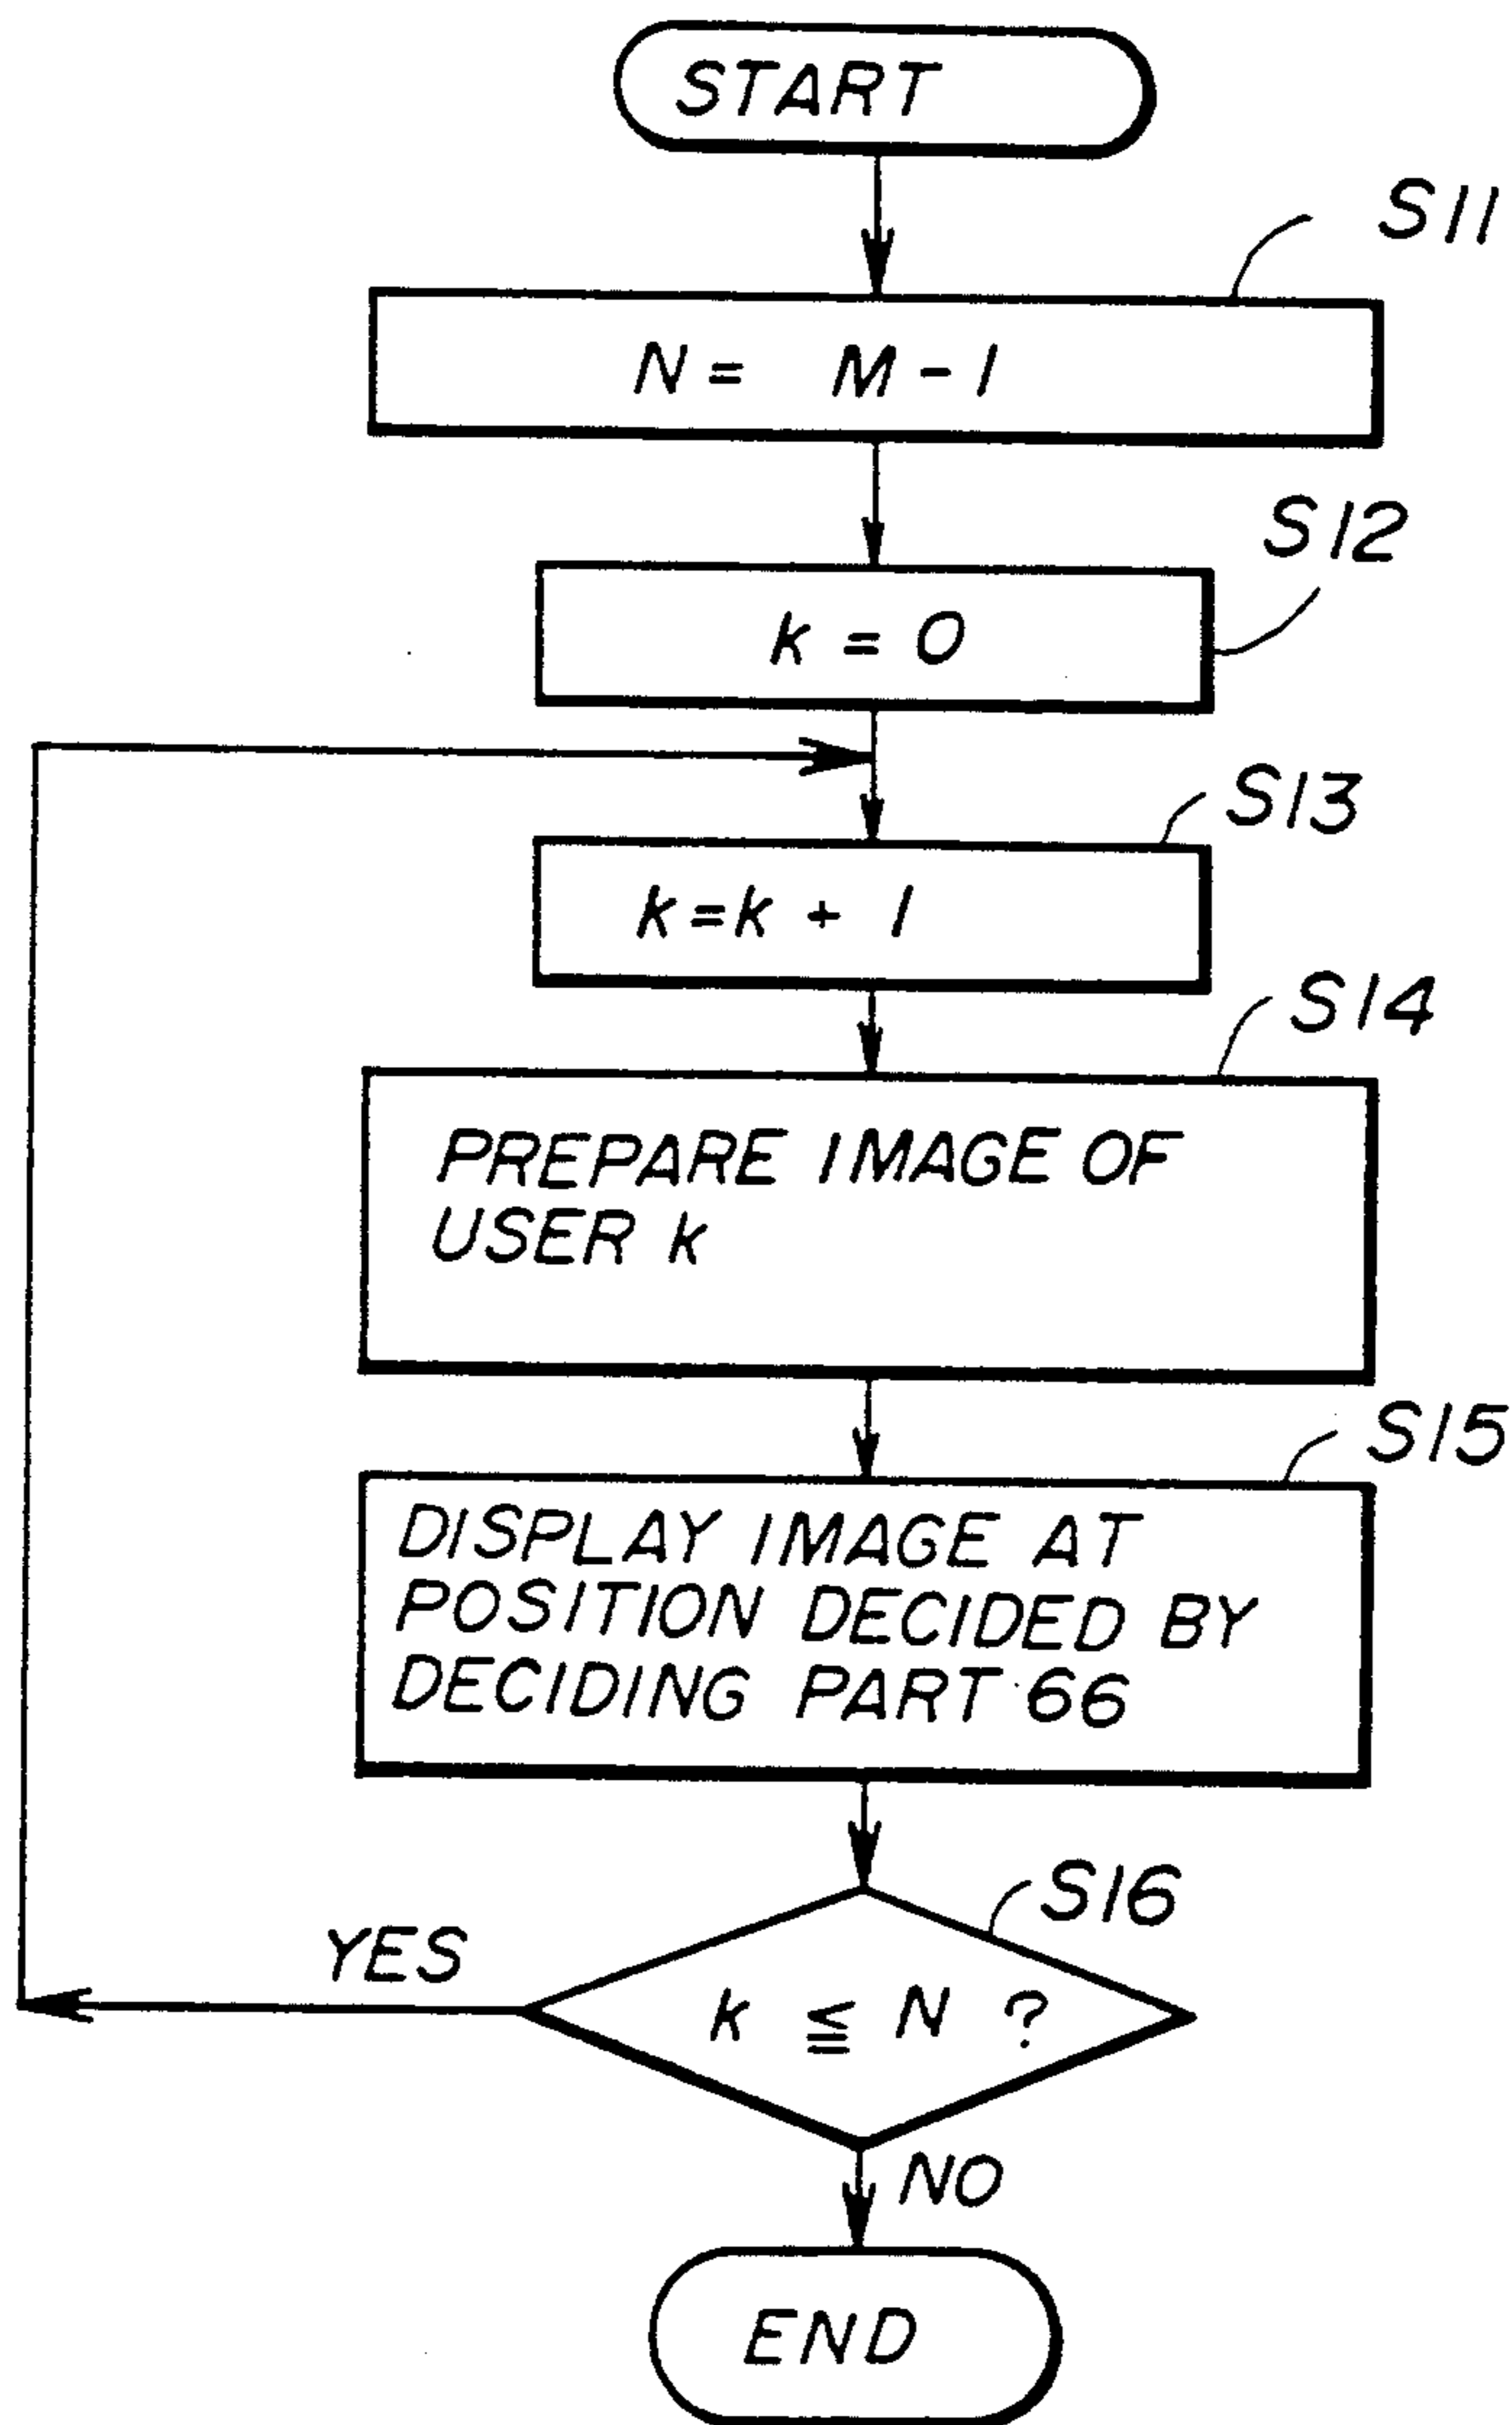 START
S11
N = M - 1
S12
k = 0
S13
k = k + 1
S14
PREPARE IMAGE OF
USER k
S15
DISPLAY IMAGE AT
POSITION DECIDED BY
DECIDING PART 66
S16
YES
k ≦ N ?
NO
END